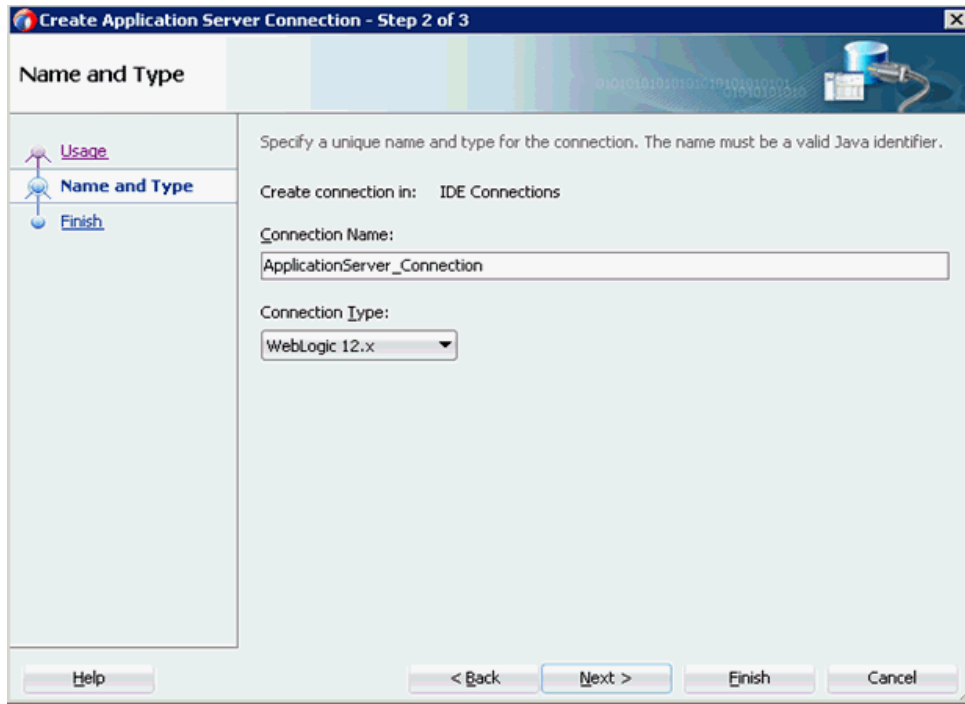 Create Application Server Connection - Step 2 of 3
Name and Type
Usage
Name and Type
Finish
Specify a unique name and type for the connection. The name must be a valid Java identifier.
Create connection in: IDE Connections
Connection Name:
ApplicationServer_Connection
Connection Type:
WebLogic 12.x
Help
< Back
Next >
Finish
Cancel